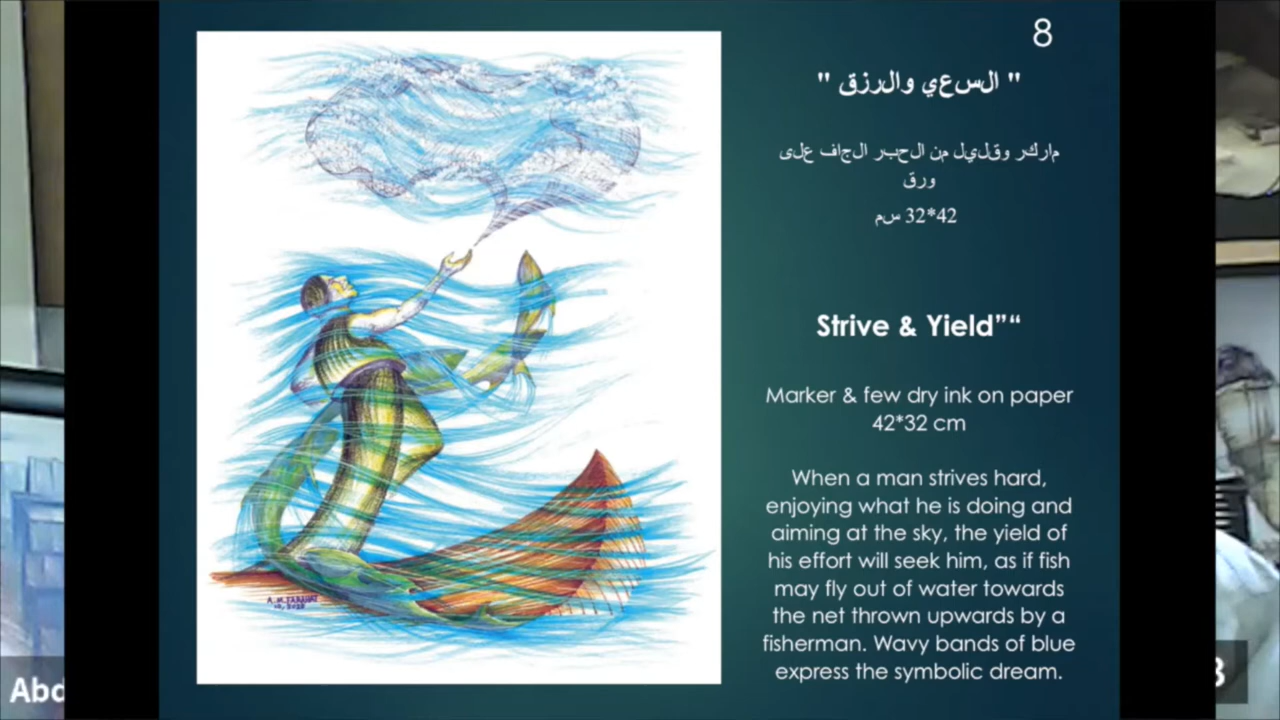 8
" السعي والرزق "
ماركر وقليل من الحبر الجاف على
ورق
42*32 سم
Strive & Yield”“
Marker & few dry ink on paper
42*32 cm
When a man strives hard,
enjoying what he is doing and
aiming at the sky, the yield of
his effort will seek him, as if fish
may fly out of water towards
the net thrown upwards by a
fisherman. Wavy bands of blue
express the symbolic dream.
Abd